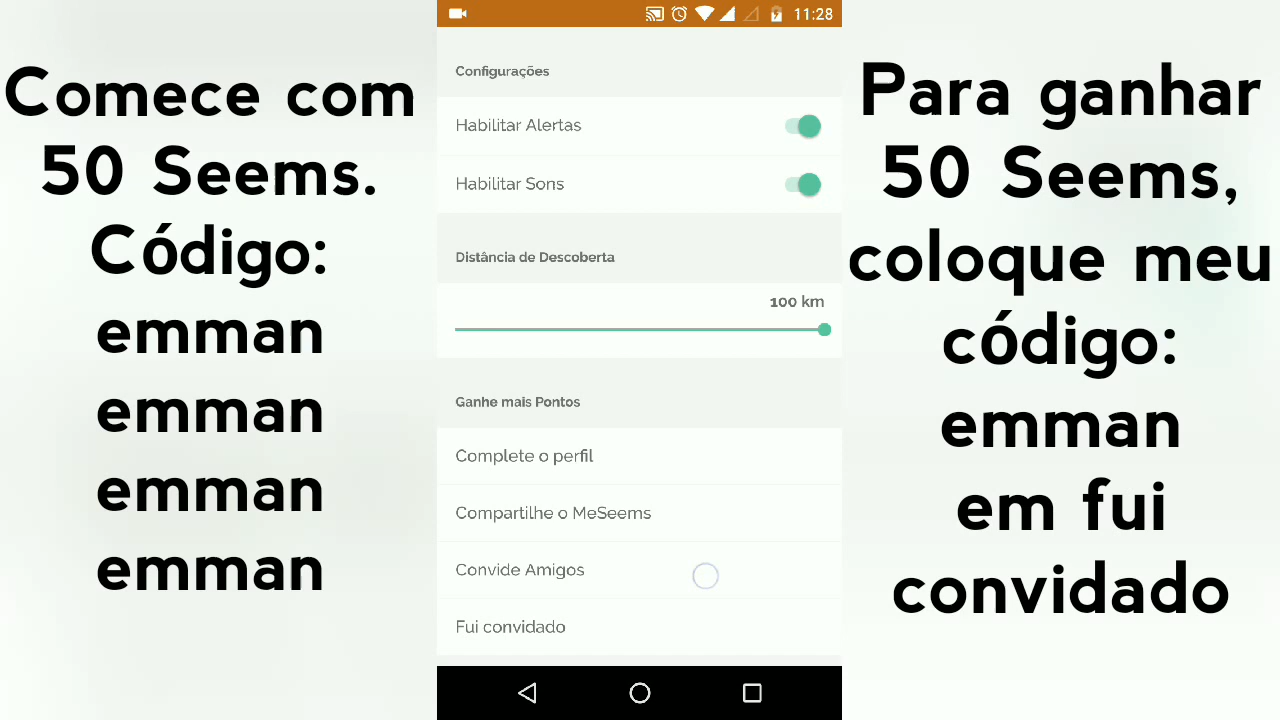 Comece com
50 Seems.
Código:
emman
emman
emman
emman
11:28
Configurações
Habilitar Alertas
Habilitar Sons
Distância de Descoberta
100 km
Ganhe mais Pontos
Complete o perfil
Compartilhe o MeSeems
Convide Amigos
Fui convidado
Para ganhar
50 Seems,
coloque meu
código:
emman
em fui
convidado